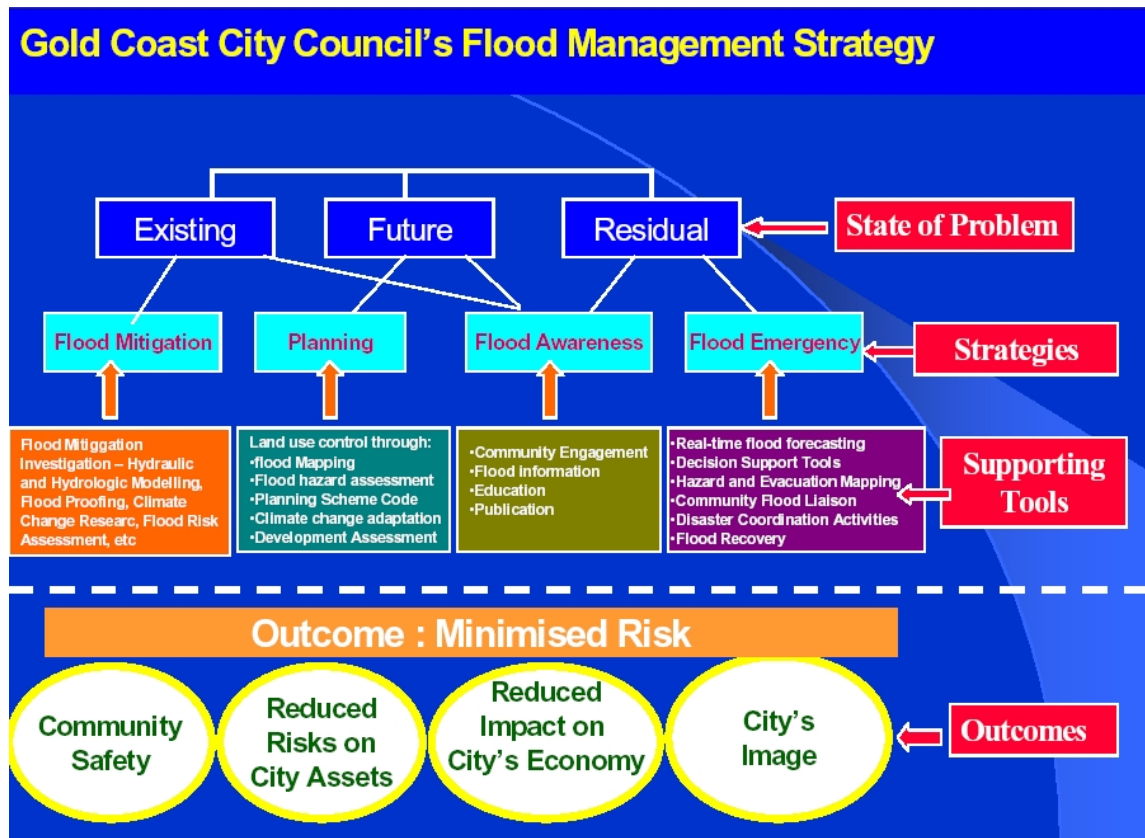 Gold Coast City Council's Flood Management Strategy
Existing
Future
Residual
State of Problem
Flood Mitigation
Planning
Flood Awareness
Flood Emergency
Strategies
Flood Mitiggation
Investigation – Hydraulic
and Hydrologic Modelling,
Flood Proofing, Climate
Change Researc, Flood Risk
Assessment, etc
Land use control through:
•flood Mapping
•Flood hazard assessment
•Planning Scheme Code
•Climate change adaptation
•Development Assessment
•Community Engagement
•Flood information
•Education
•Publication
•Real-time flood forecasting
•Decision Support Tools
•Hazard and Evacuation Mapping
•Community Flood Liaison
•Disaster Coordination Activities
•Flood Recovery
Supporting
Tools
Outcome : Minimised Risk
Community
Safety
Reduced
Risks on
City Assets
Reduced
Impact on
City's Economy
City's
Image
Outcomes